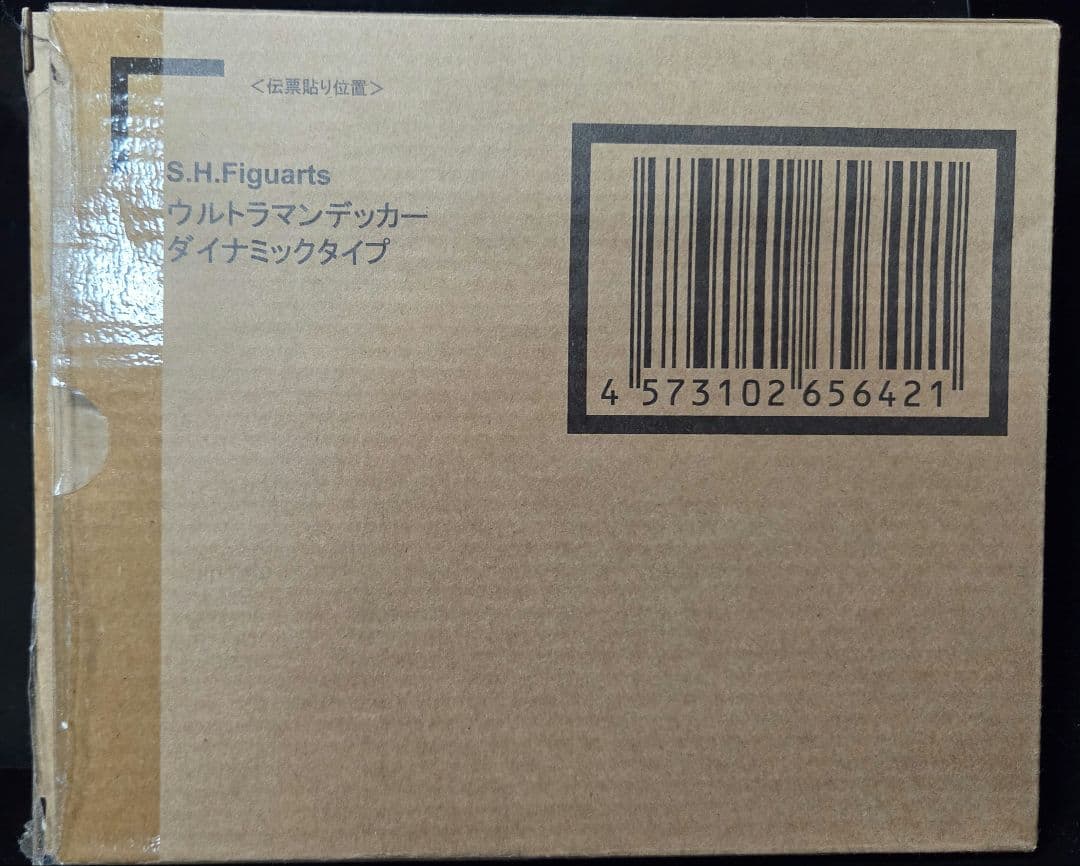 ＜伝票貼り位置＞
S.H.Figuarts
ウルトラマンデッカー
ダイナミックタイプ
4 573102 656421